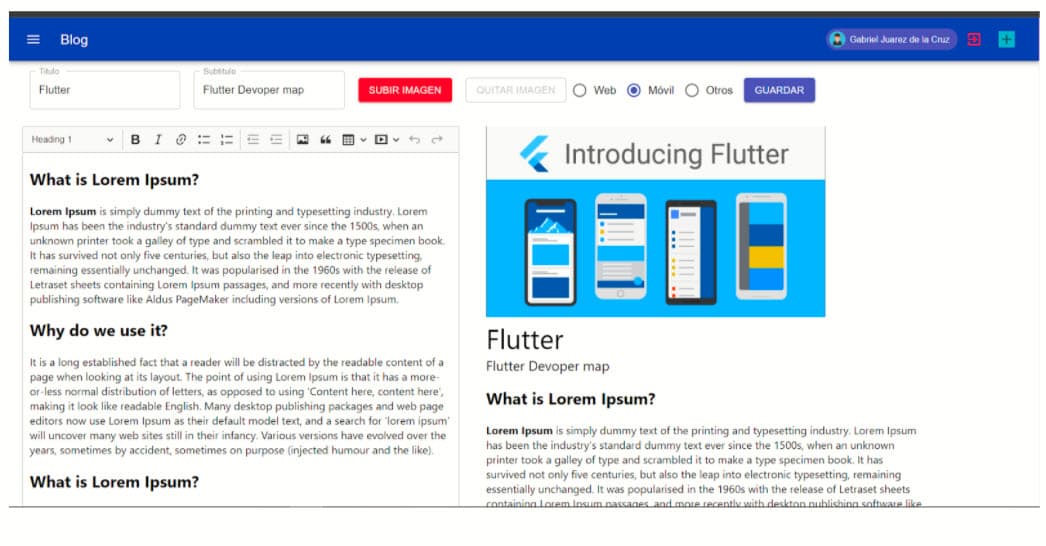 Blog
Gabriel Juarez de la Cruz
Titulo
Flutter
Subtitulo
Flutter Devoper map
SUBIR IMAGEN
QUITAR IMAGEN
Web
Móvil
Otros
GUARDAR
Heading 1
B
I
What is Lorem Ipsum?
Lorem Ipsum is simply dummy text of the printing and typesetting industry. Lorem
Ipsum has been the industry's standard dummy text ever since the 1500s, when an
unknown printer took a galley of type and scrambled it to make a type specimen book.
It has survived not only five centuries, but also the leap into electronic typesetting,
remaining essentially unchanged. It was popularised in the 1960s with the release of
Letraset sheets containing Lorem Ipsum passages, and more recently with desktop
publishing software like Aldus PageMaker including versions of Lorem Ipsum.
Why do we use it?
It is a long established fact that a reader will be distracted by the readable content of a
page when looking at its layout. The point of using Lorem Ipsum is that it has a more-
or-less normal distribution of letters, as opposed to using 'Content here, content here',
making it look like readable English. Many desktop publishing packages and web page
editors now use Lorem Ipsum as their default model text, and a search for 'lorem ipsum'
will uncover many web sites still in their infancy. Various versions have evolved over the
years, sometimes by accident, sometimes on purpose (injected humour and the like).
What is Lorem Ipsum?
Introducing Flutter
Flutter
Flutter Devoper map
What is Lorem Ipsum?
Lorem Ipsum is simply dummy text of the printing and typesetting industry. Lorem Ipsum
has been the industry's standard dummy text ever since the 1500s, when an unknown
printer took a galley of type and scrambled it to make a type specimen book. It has
survived not only five centuries, but also the leap into electronic typesetting, remaining
essentially unchanged. It was popularised in the 1960s with the release of Letraset sheets
containing Lorem Ipsum passages, and more recently with desktop publishing software like